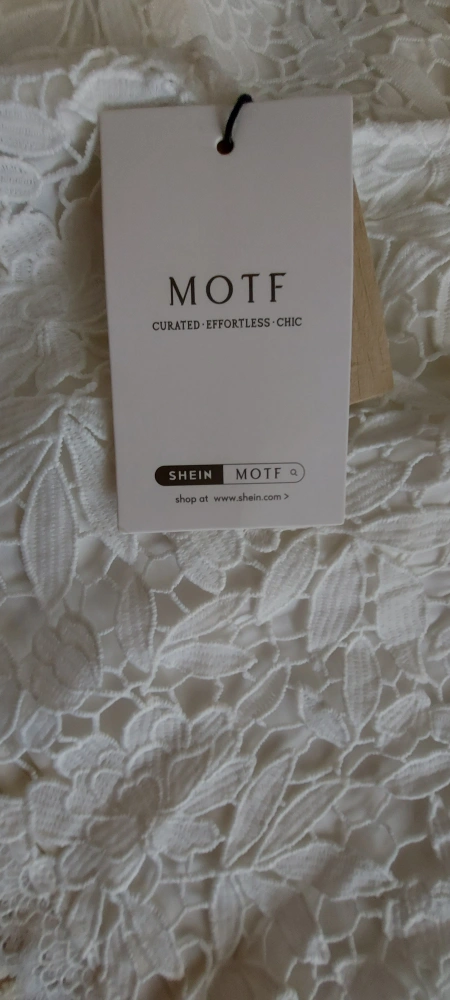 MOTF
CURATED·EFFORTLESS·CHIC
SHEIN MOTF
shop at www.shein.com >